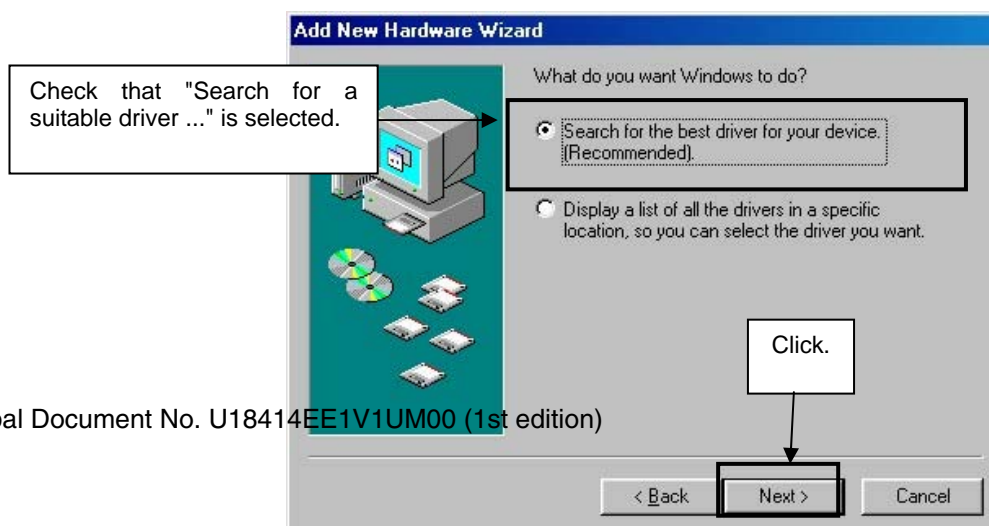 Add New Hardware Wizard
Check that "Search for a
suitable driver ..." is selected.
What do you want Windows to do?
Search for the best driver for your device.
(Recommended).
Display a list of all the drivers in a specific
location, so you can select the driver you want.
Click.
Document No. U18414EE1V1UM00 (1st edition)
< Back
Next >
Cancel